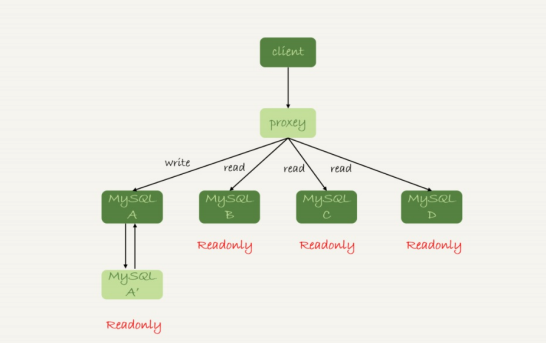 client
proxey
write
read
read
read
MySQL
A
MySQL
B
MySQL
C
MySQL
D
Readonly
Readonly
Readonly
MySQL
A'
Readonly